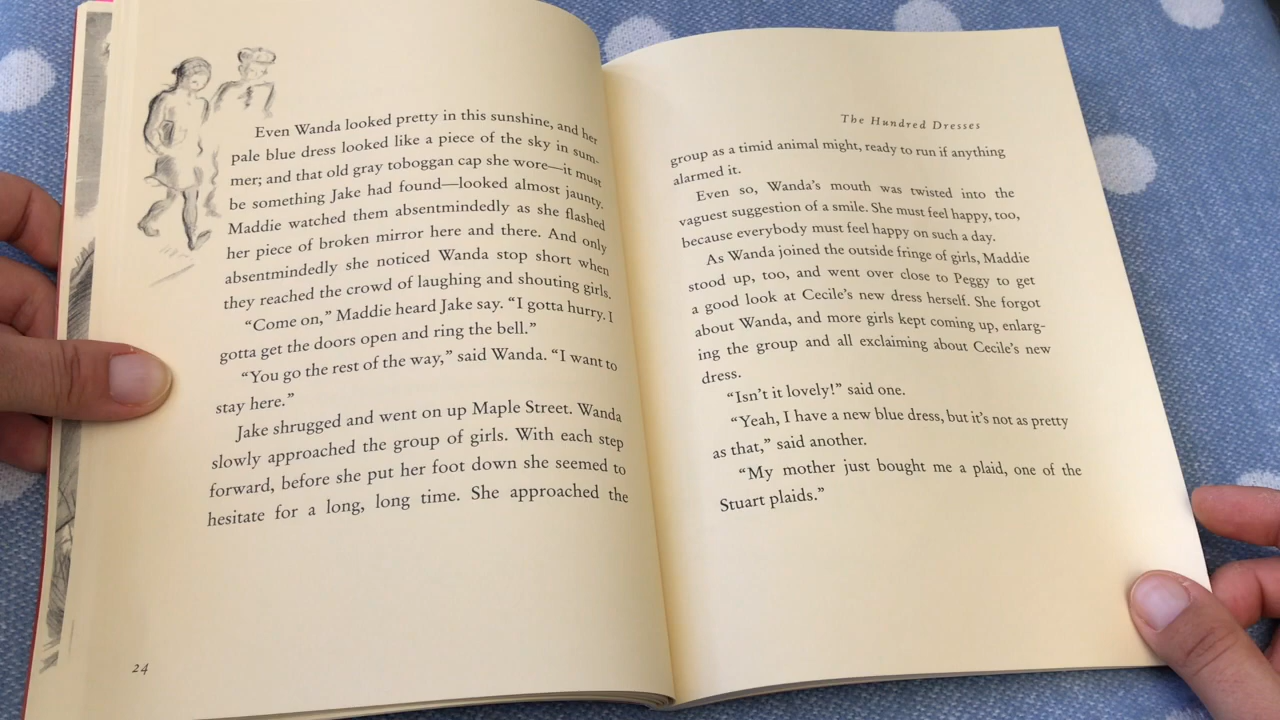 Even Wanda looked pretty in this sunshine, and her
pale blue dress looked like a piece of the sky in sum-
mer; and that old gray toboggan cap she wore—it must
be something Jake had found—looked almost jaunty.
Maddie watched them absentmindedly as she flashed
her piece of broken mirror here and there. And only
absentmindedly she noticed Wanda stop short when
they reached the crowd of laughing and shouting girls.
“Come on,” Maddie heard Jake say. “I gotta hurry. I
gotta get the doors open and ring the bell.”
“You go the rest of the way,” said Wanda. “I want to
stay here.”
Jake shrugged and went on up Maple Street. Wanda
slowly approached the group of girls. With each step
forward, before she put her foot down she seemed to
hesitate for a long, long time. She approached the
24
The Hundred Dresses
group as a timid animal might, ready to run if anything
alarmed it.
Even so, Wanda’s mouth was twisted into the
vaguest suggestion of a smile. She must feel happy, too,
because everybody must feel happy on such a day.
As Wanda joined the outside fringe of girls, Maddie
stood up, too, and went over close to Peggy to get
a good look at Cecile’s new dress herself. She forgot
about Wanda, and more girls kept coming up, enlarg-
ing the group and all exclaiming about Cecile’s new
dress.
“Isn’t it lovely!” said one.
“Yeah, I have a new blue dress, but it’s not as pretty
as that,” said another.
“My mother just bought me a plaid, one of the
Stuart plaids.”